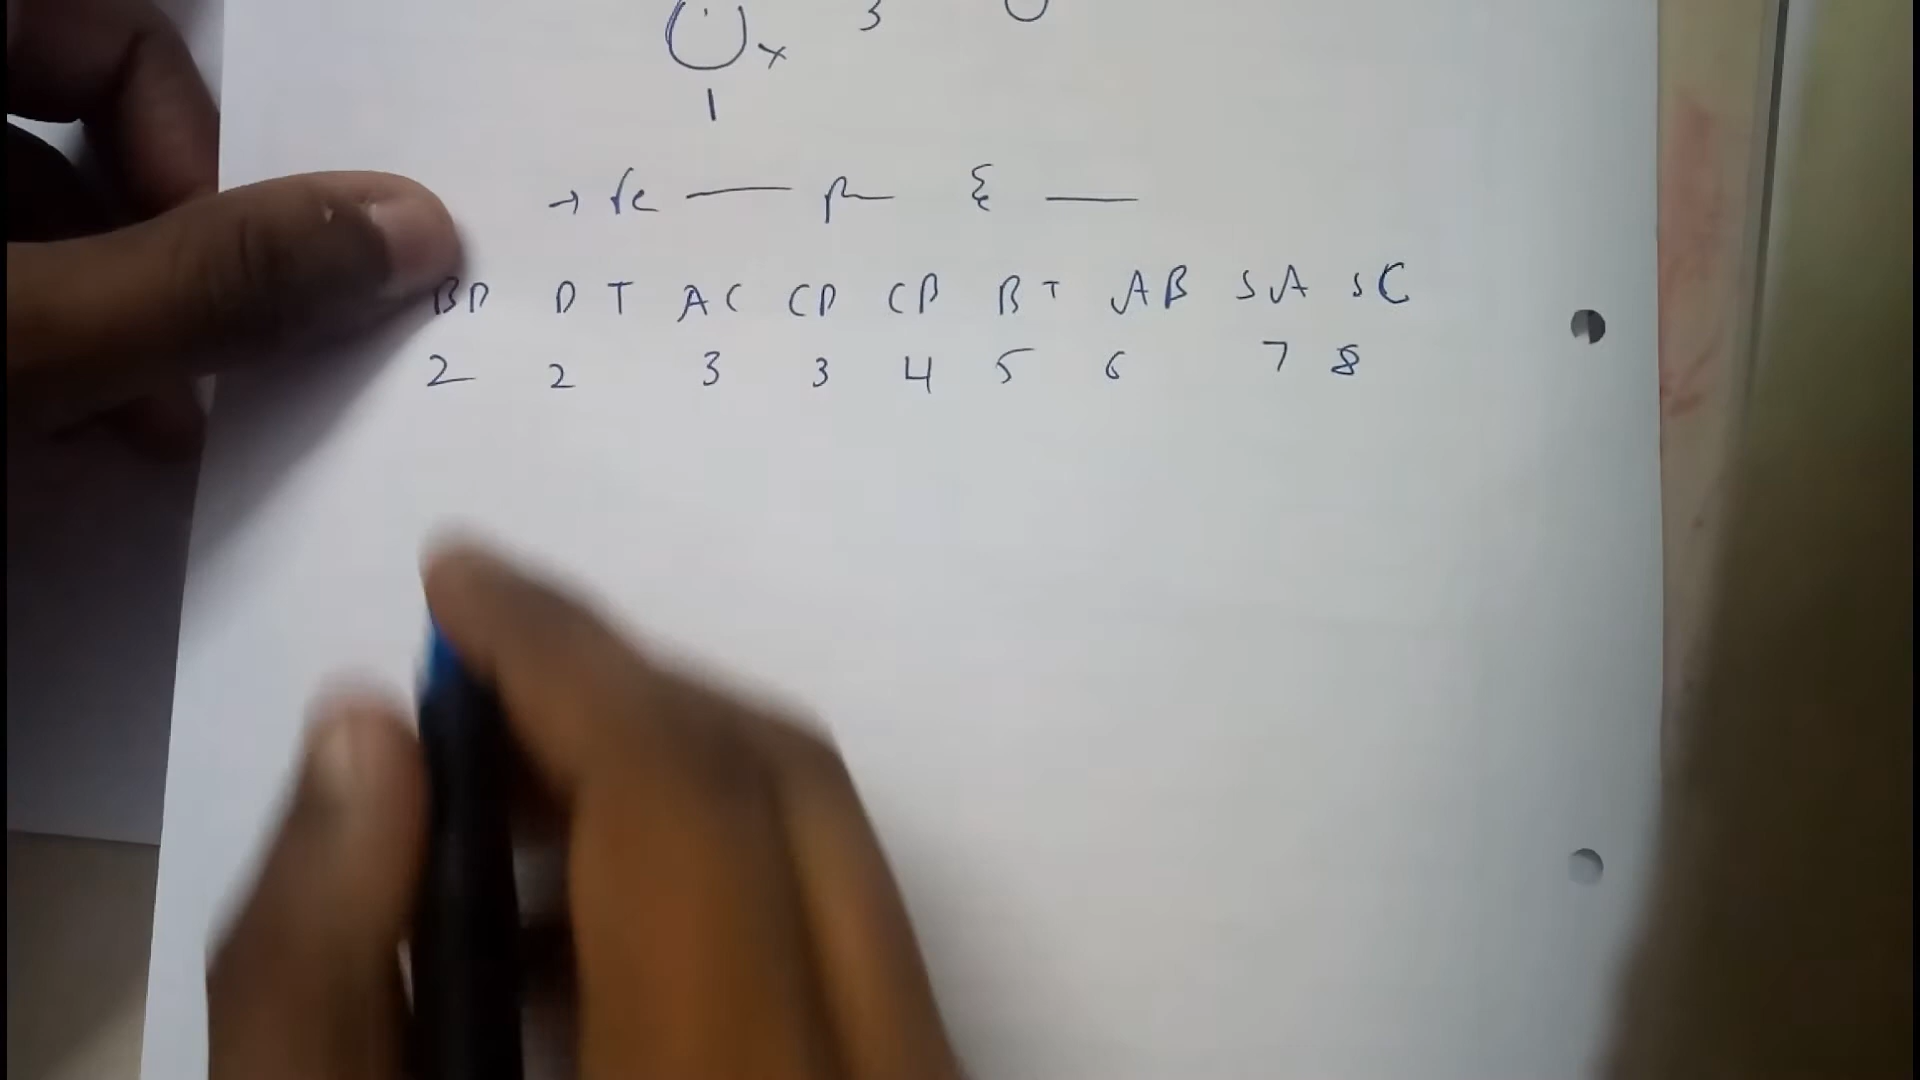 x 3
1
BD DT AC CD CB BT AB SA SC
2 2 3 3 4 5 6 7 8